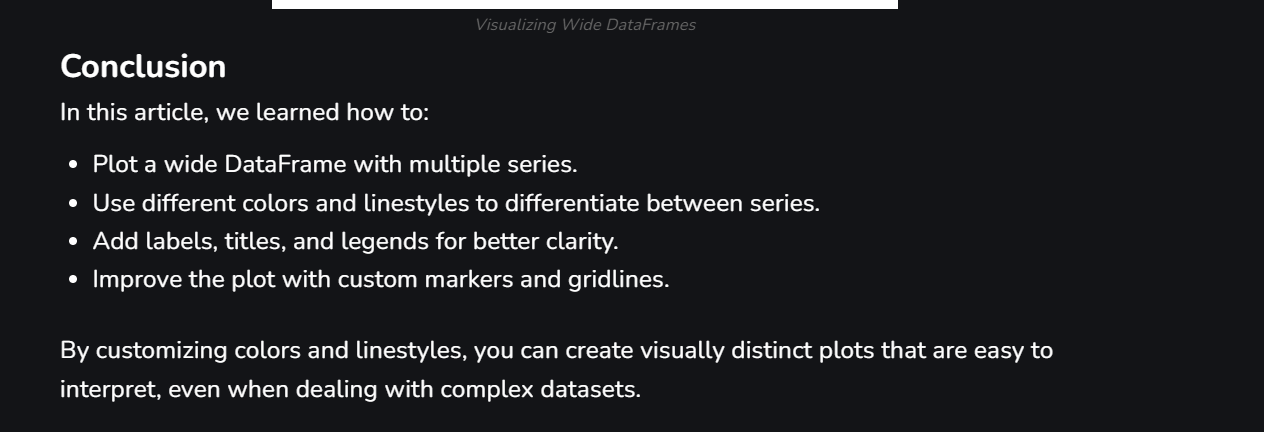 Visualizing Wide DataFrames
Conclusion
In this article, we learned how to:
• Plot a wide DataFrame with multiple series.
• Use different colors and linestyles to differentiate between series.
• Add labels, titles, and legends for better clarity.
• Improve the plot with custom markers and gridlines.
By customizing colors and linestyles, you can create visually distinct plots that are easy to
interpret, even when dealing with complex datasets.